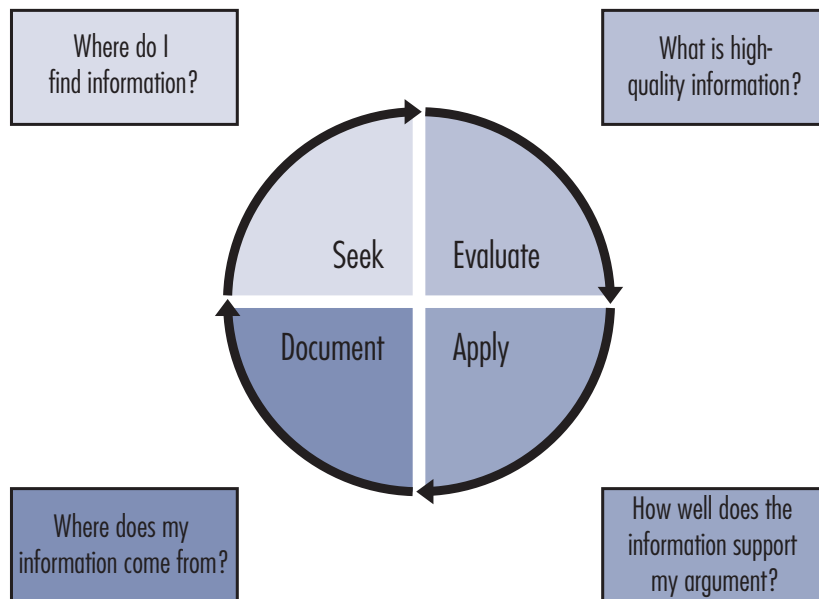 Where do I
find information?
What is high-
quality information?
Seek
Evaluate
Document
Apply
Where does my
information come from?
How well does the
information support
my argument?